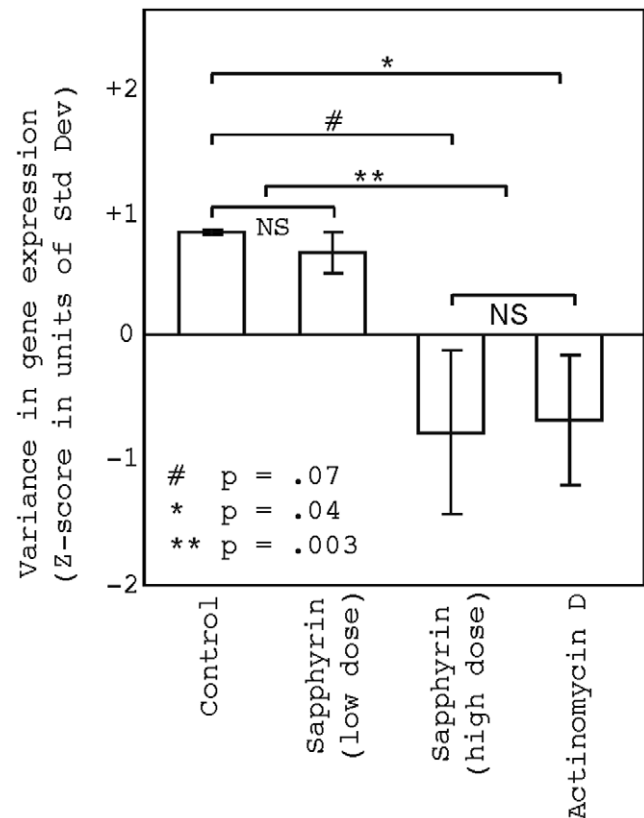 Variance in gene expression
(Z-score in units of Std Dev)
+2
+1
0
-1
-2
*
#
**
NS
NS
# p = .07
* p = .04
** p = .003
Control
Sapphyrin
(low dose)
Sapphyrin
(high dose)
Actinomycin D